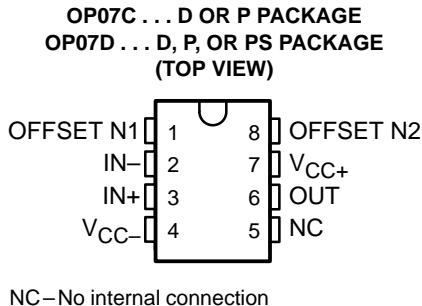 OP07C . . . D OR P PACKAGE
OP07D . . . D, P, OR PS PACKAGE
(TOP VIEW)
OFFSET N1 1 8 OFFSET N2
IN– 2 7 VCC+
IN+ 3 6 OUT
VCC– 4 5 NC
NC–No internal connection